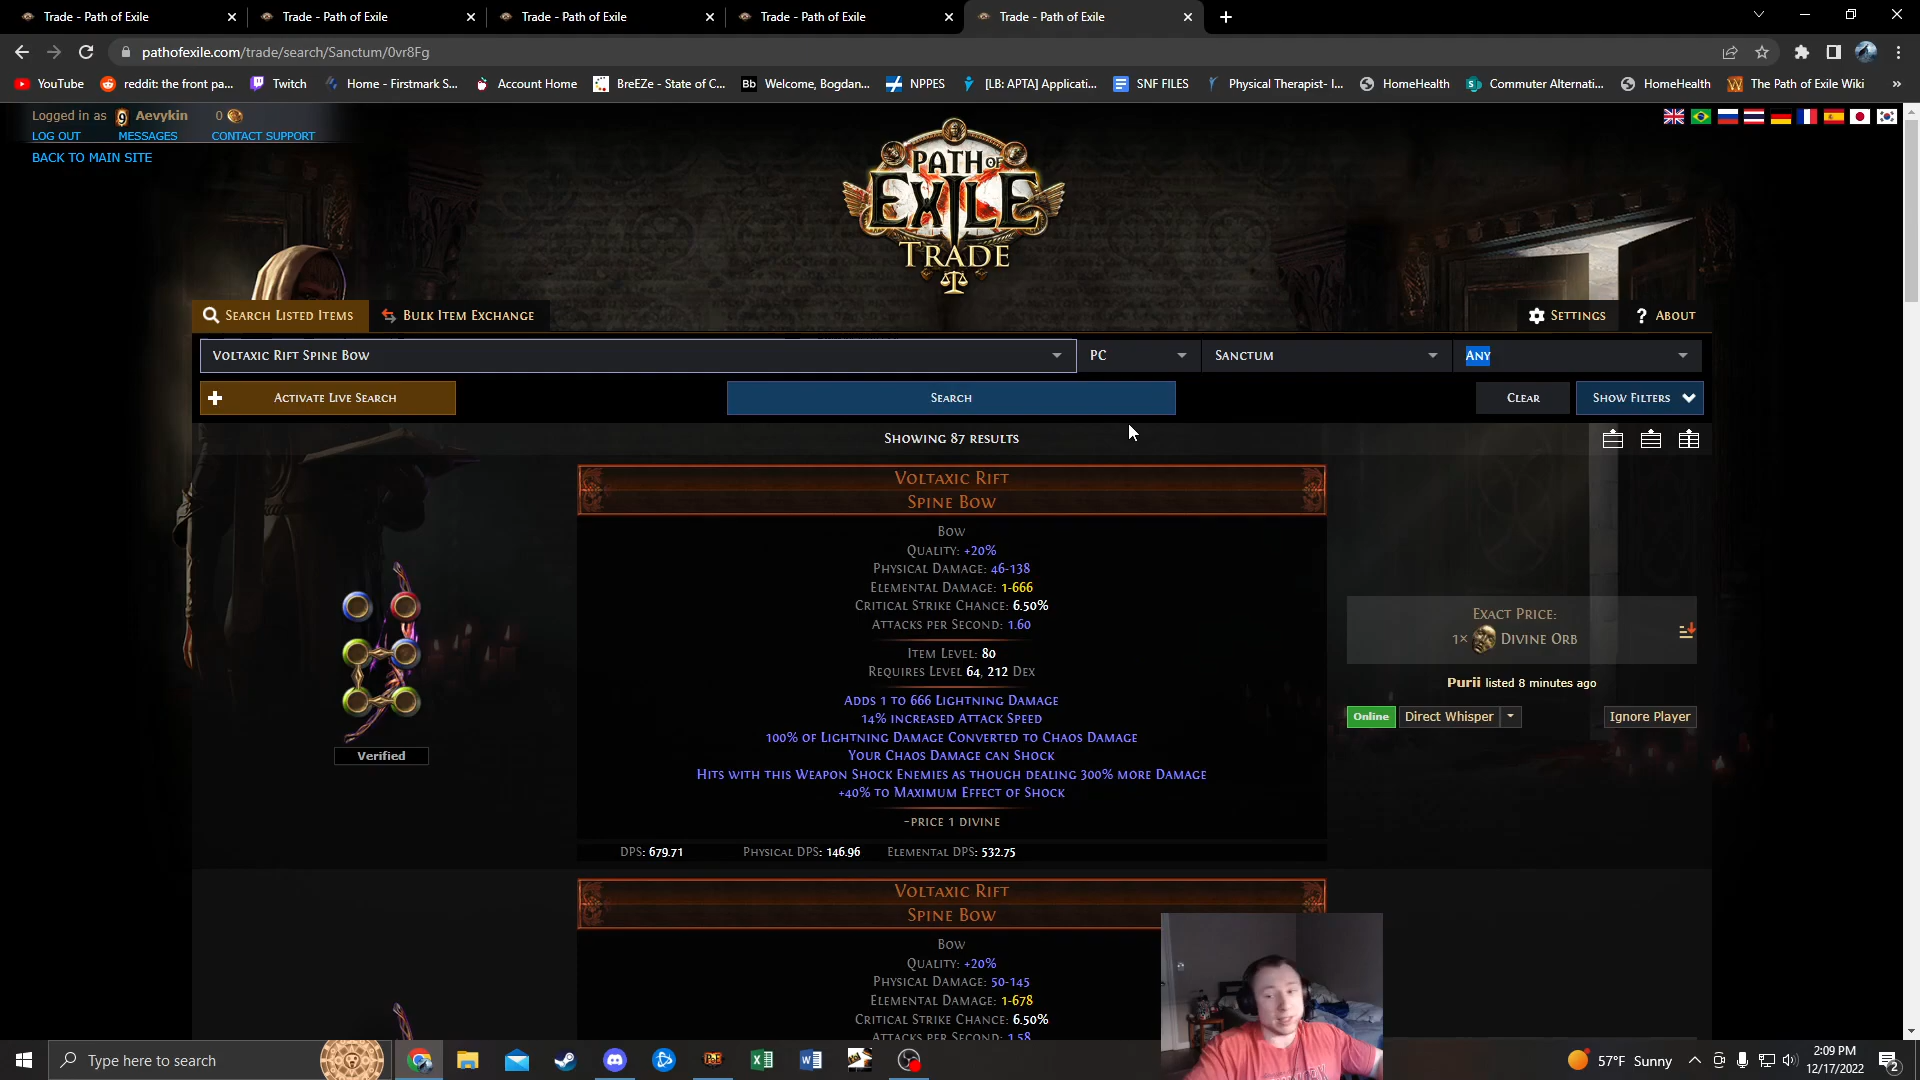 Trade - Path of Exile
Trade - Path of Exile
Trade - Path of Exile
Trade - Path of Exile
Trade - Path of Exile
pathofexile.com/trade/search/Sanctum/0vr8Fg
YouTube
reddit: the front pa...
Twitch
Home - Firstmark S...
Account Home
BreEZe - State of C...
Bb Welcome, Bogdan...
NPPES
[LB: APTA] Applicati...
SNF FILES
Physical Therapist- I...
HomeHealth
Commuter Alternati...
HomeHealth
The Path of Exile Wiki
Logged in as Aevykin 0
LOG OUT MESSAGES CONTACT SUPPORT
BACK TO MAIN SITE
PATH OF EXILE TRADE
Search Listed Items
Bulk Item Exchange
Settings
? About
Voltaxic Rift Spine Bow
PC
Sanctum
Any
Activate Live Search
Search
Clear
Show Filters
Showing 87 results
Voltaxic Rift
Spine Bow
Bow
Quality: +20%
Physical Damage: 46-138
Elemental Damage: 1-666
Critical Strike Chance: 6.50%
Attacks per Second: 1.60
Item Level: 80
Requires Level 64, 212 Dex
Adds 1 to 666 Lightning Damage
14% increased Attack Speed
100% of Lightning Damage Converted to Chaos Damage
Your Chaos Damage can Shock
Hits with this Weapon Shock Enemies as though dealing 300% more Damage
+40% to Maximum Effect of Shock
~price 1 divine
DPS: 679.71 Physical DPS: 146.96 Elemental DPS: 532.75
Verified
Exact Price:
1× Divine Orb
Purii listed 8 minutes ago
Online
Direct Whisper
Ignore Player
Voltaxic Rift
Spine Bow
Bow
Quality: +20%
Physical Damage: 50-145
Elemental Damage: 1-678
Critical Strike Chance: 6.50%
Attacks per Second: 1.58
Type here to search
57°F Sunny
2:09 PM
12/17/2022
2